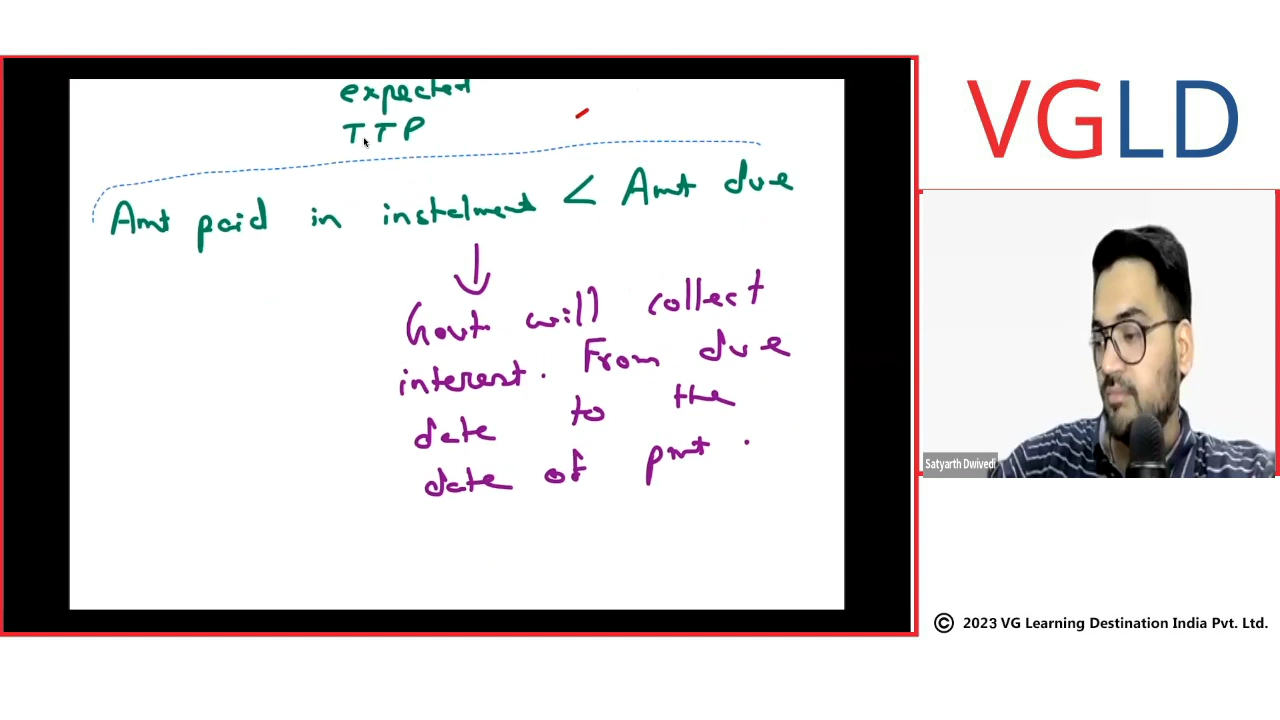 expected
TTP
Amt paid in instalment < Amt due
↓
Govt. will collect
interest. From due
date to the
date of pmt.
VGLD
Satyarth Dwivedi
© 2023 VG Learning Destination India Pvt. Ltd.